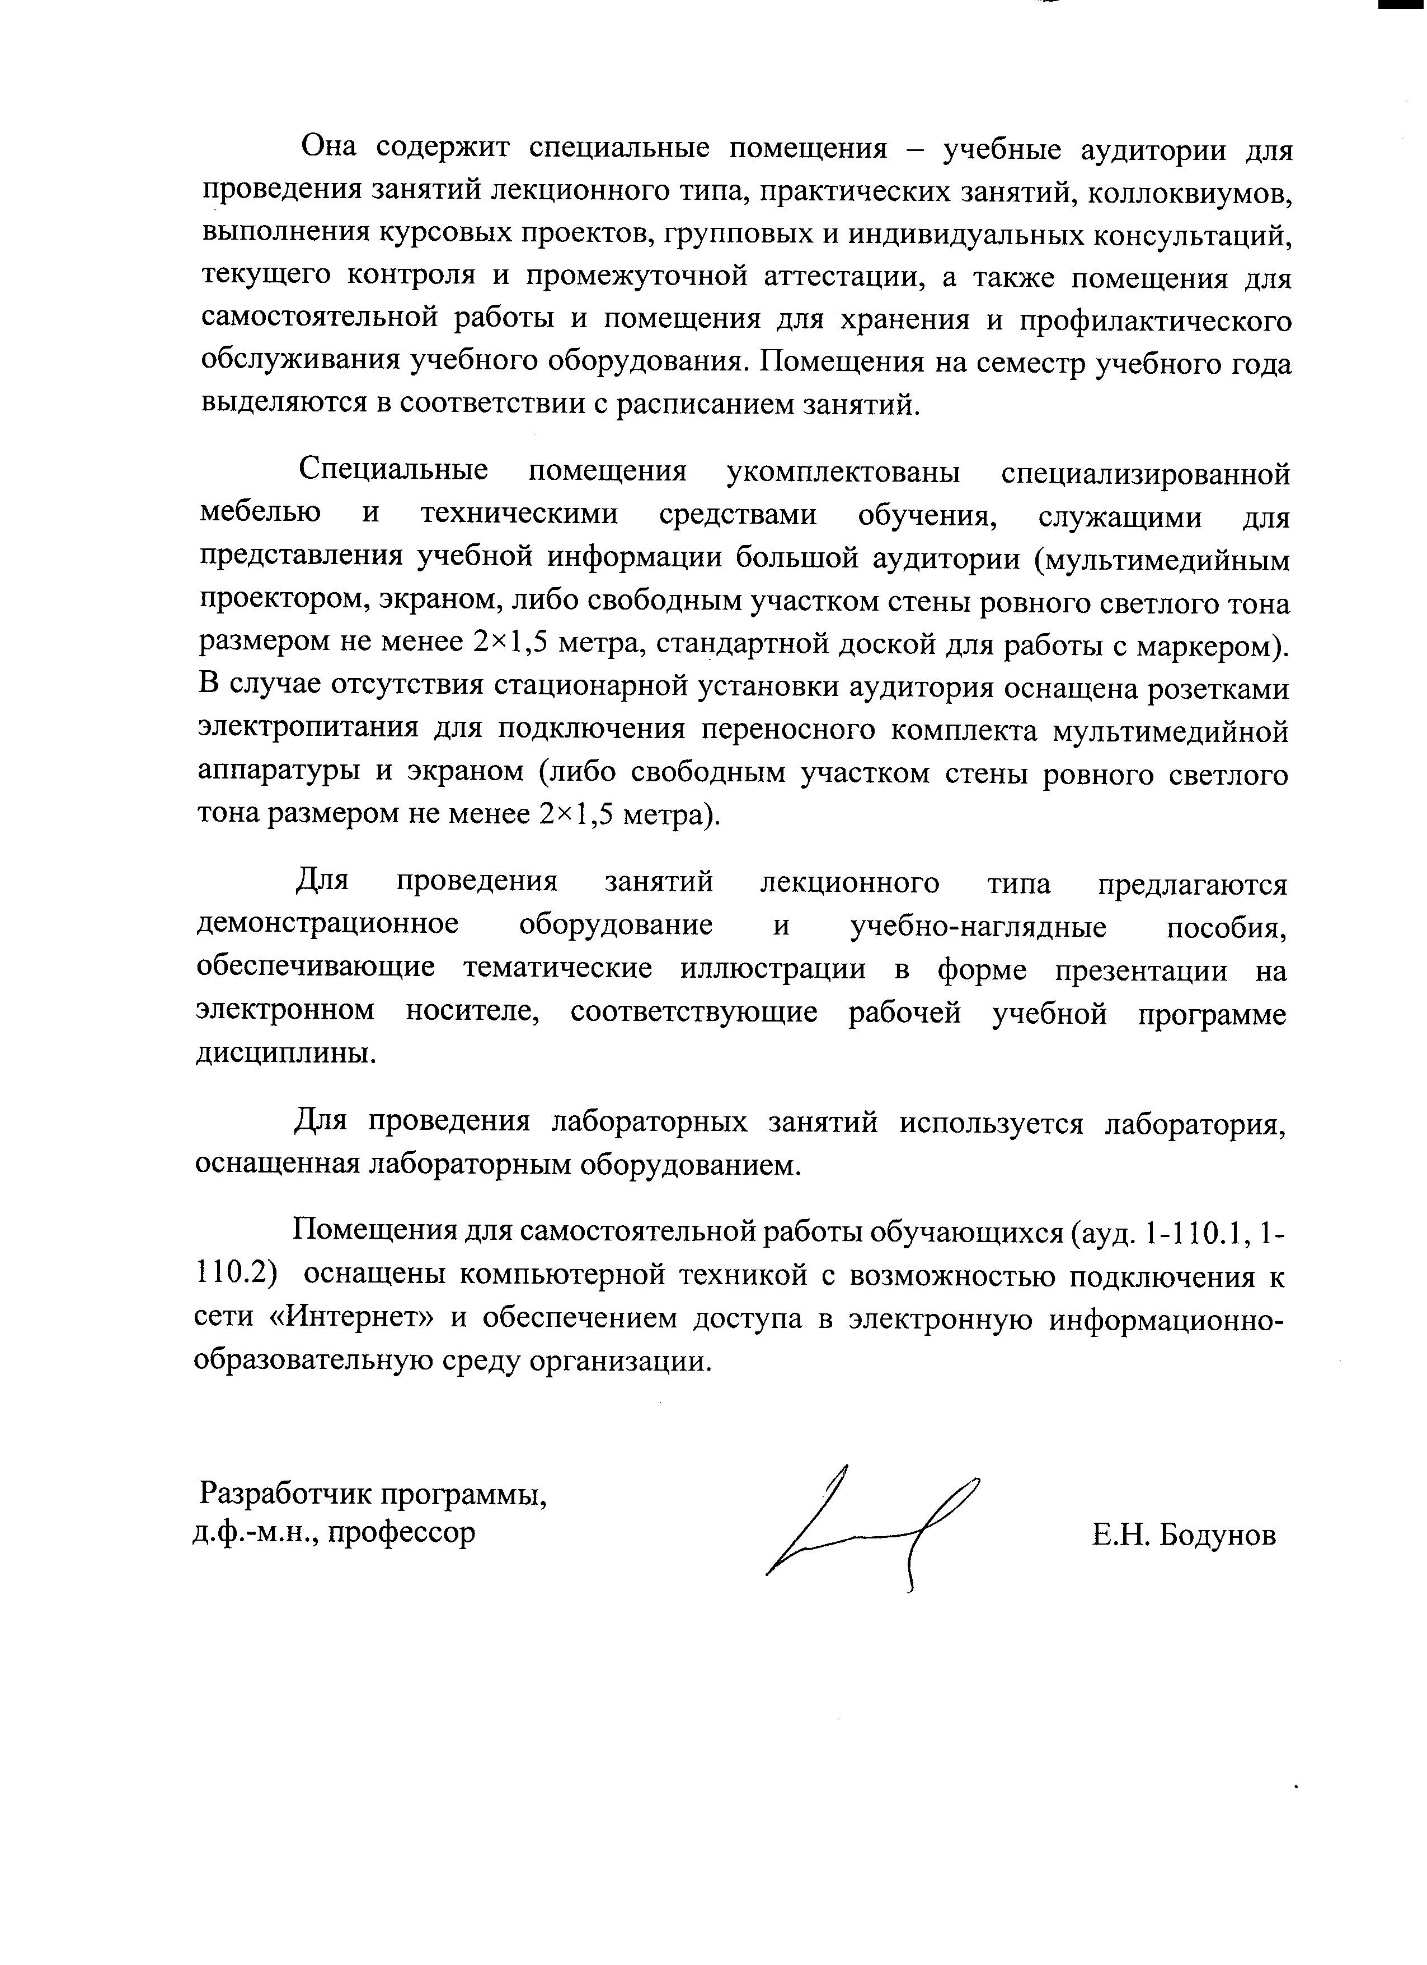 Она содержит специальные помещения – учебные аудитории для
проведения занятий лекционного типа, практических занятий, коллоквиумов,
выполнения курсовых проектов, групповых и индивидуальных консультаций,
текущего контроля и промежуточной аттестации, а также помещения для
самостоятельной работы и помещения для хранения и профилактического
обслуживания учебного оборудования. Помещения на семестр учебного года
выделяются в соответствии с расписанием занятий.
Специальные помещения укомплектованы специализированной
мебелью и техническими средствами обучения, служащими для
представления учебной информации большой аудитории (мультимедийным
проектором, экраном, либо свободным участком стены ровного светлого тона
размером не менее 2×1,5 метра, стандартной доской для работы с маркером).
В случае отсутствия стационарной установки аудитория оснащена розетками
электропитания для подключения переносного комплекта мультимедийной
аппаратуры и экраном (либо свободным участком стены ровного светлого
тона размером не менее 2×1,5 метра).
Для проведения занятий лекционного типа предлагаются
демонстрационное оборудование и учебно-наглядные пособия,
обеспечивающие тематические иллюстрации в форме презентации на
электронном носителе, соответствующие рабочей учебной программе
дисциплины.
Для проведения лабораторных занятий используется лаборатория,
оснащенная лабораторным оборудованием.
Помещения для самостоятельной работы обучающихся (ауд. 1-110.1, 1-
110.2) оснащены компьютерной техникой с возможностью подключения к
сети «Интернет» и обеспечением доступа в электронную информационно-
образовательную среду организации.
Разработчик программы,
д.ф.-м.н., профессор Е.Н. Бодунов